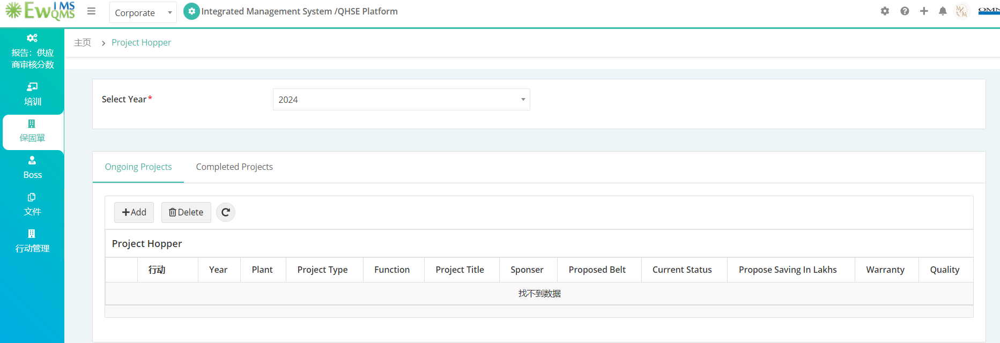 Ew IMS QMS
Corporate
Integrated Management System /QHSE Platform
主页 > Project Hopper
报告：供应
商审核分数
培训
保固單
Boss
文件
行动管理
Select Year*
2024
Ongoing Projects
Completed Projects
Add
Delete
Project Hopper
行动 Year Plant Project Type Function Project Title Sponser Proposed Belt Current Status Propose Saving In Lakhs Warranty Quality
找不到数据